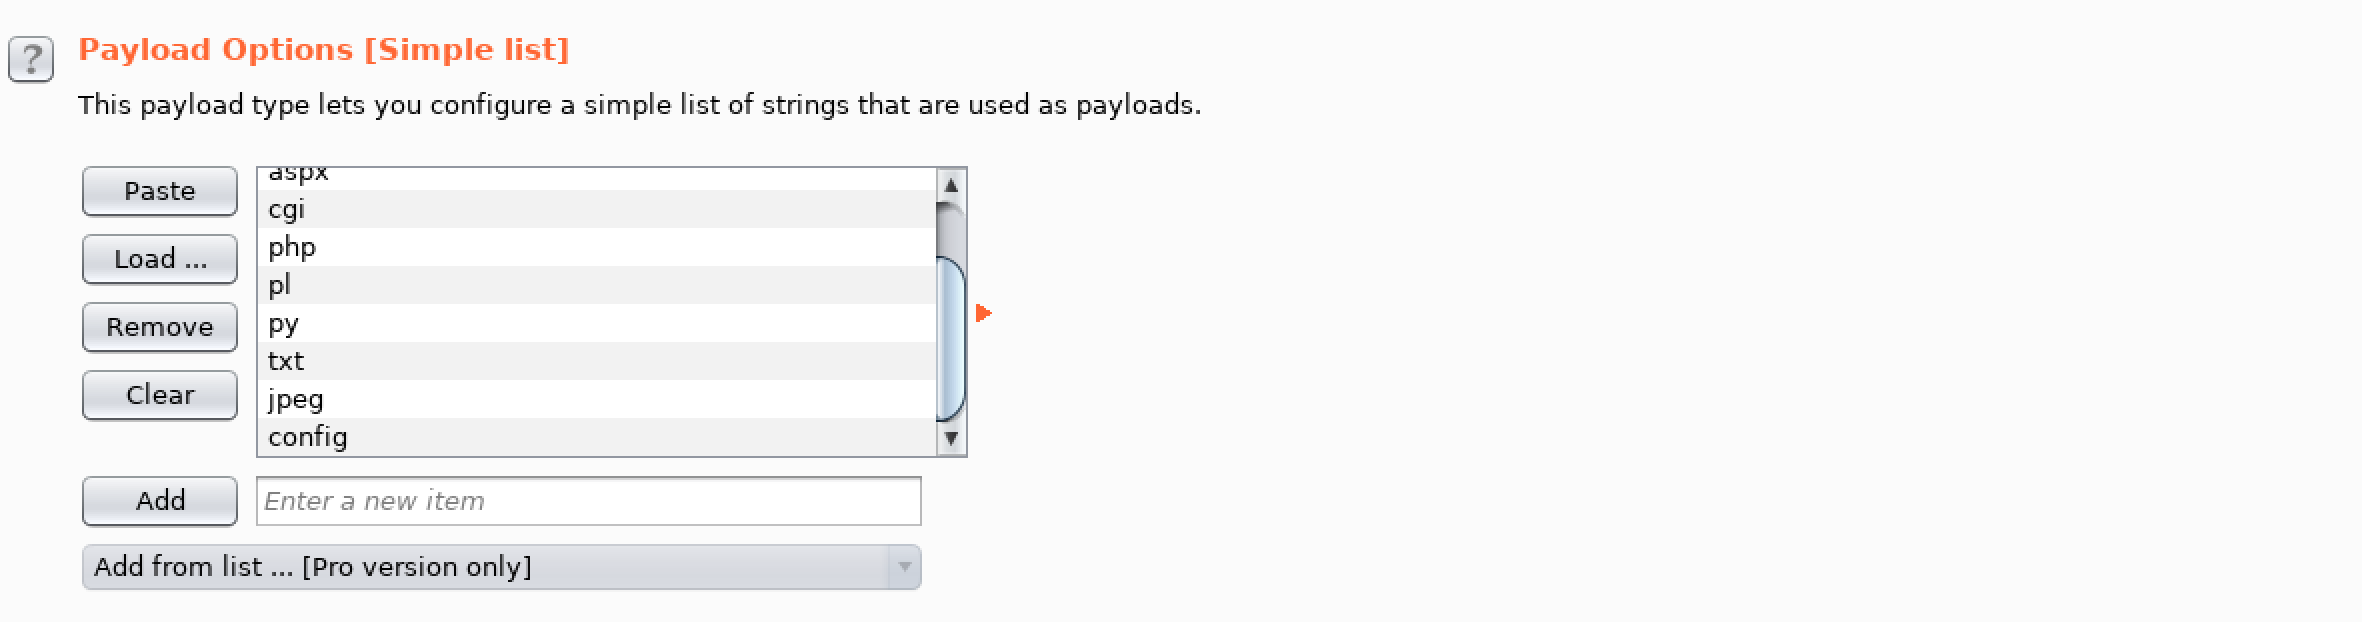 ?
Payload Options [Simple list]
This payload type lets you configure a simple list of strings that are used as payloads.
Paste
Load ...
Remove
Clear
aspx
cgi
php
pl
py
txt
jpeg
config
Add
Enter a new item
Add from list ... [Pro version only]